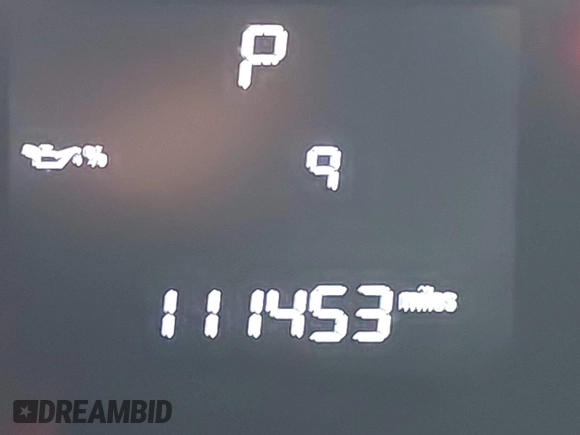 P
% 9
111453 miles
DREAMBID